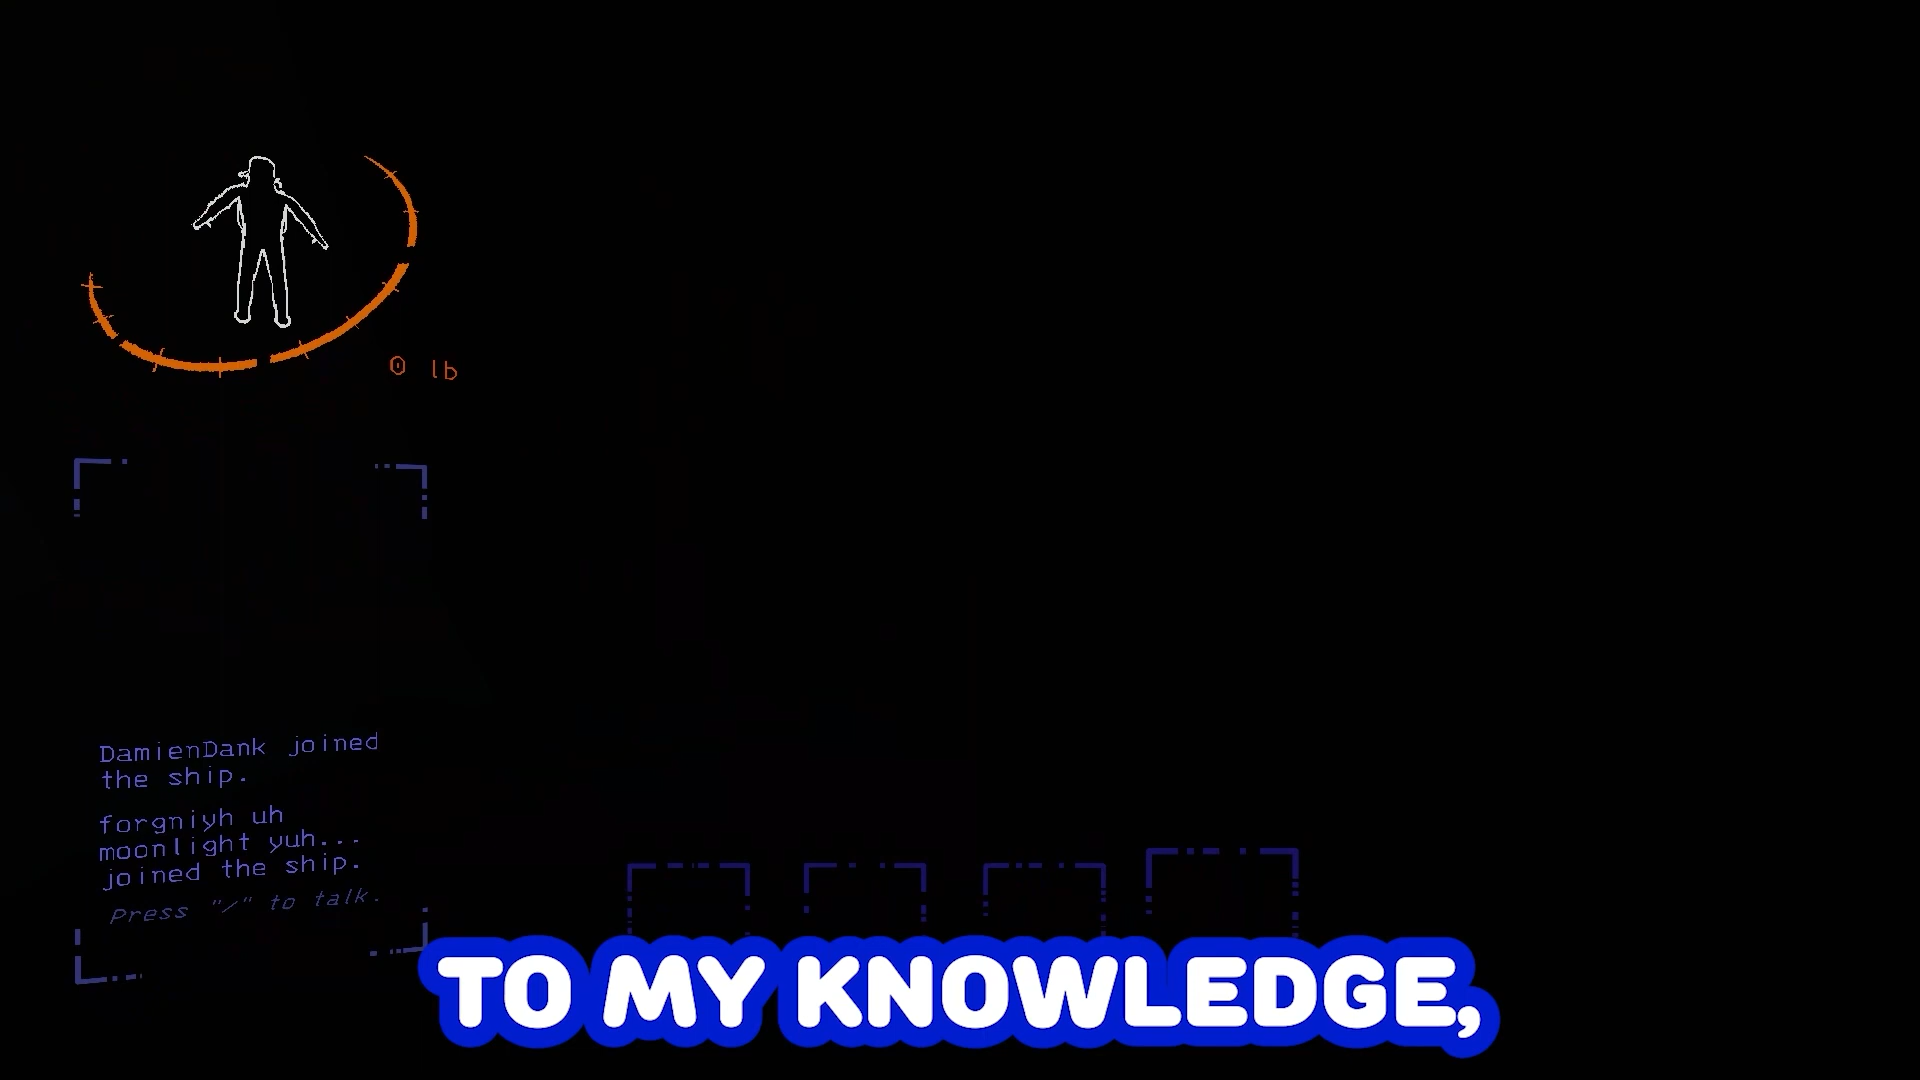 0 lb
DamienDank joined
the ship.
forgniyh uh
moonlight yuh...
joined the ship.
Press "/" to talk.
TO MY KNOWLEDGE,